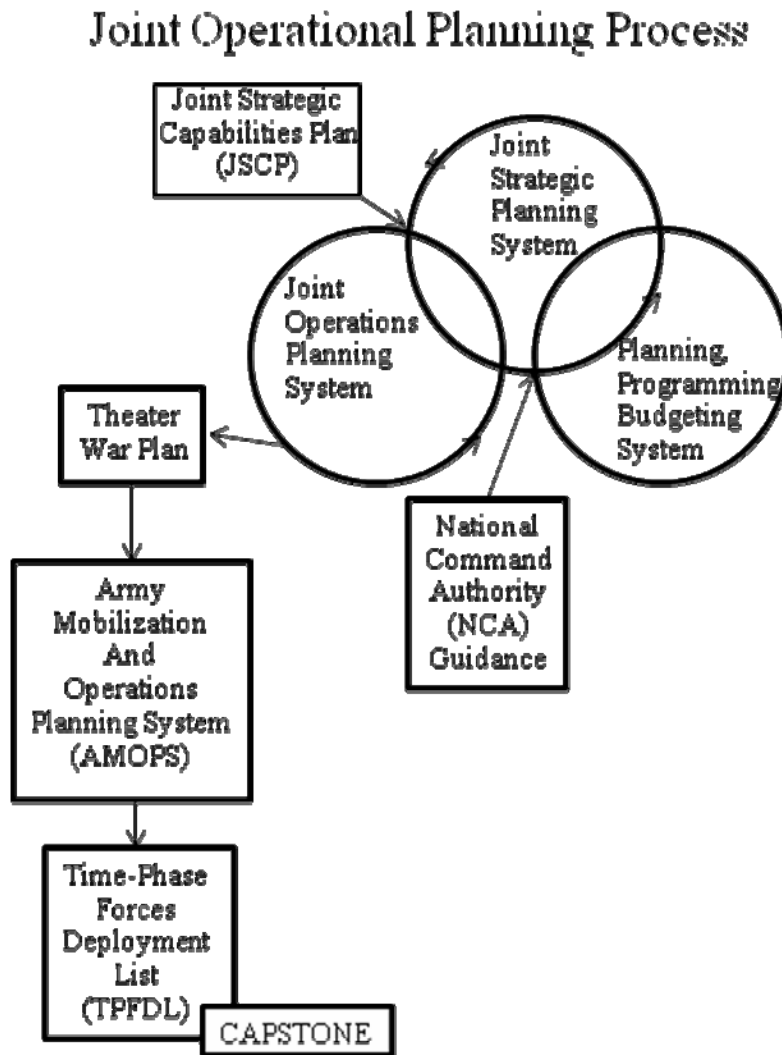 Joint Operational Planning Process
Joint Strategic
Capabilities Plan
(JSCP)
Joint
Strategic
Planning
System
Joint
Operations
Planning
System
Planning,
Programming
Budgeting
System
Theater
War Plan
National
Command
Authority
(NCA)
Guidance
Army
Mobilization
And
Operations
Planning System
(AMOPS)
Time-Phase
Forces
Deployment
List
(TPFDL)
CAPSTONE